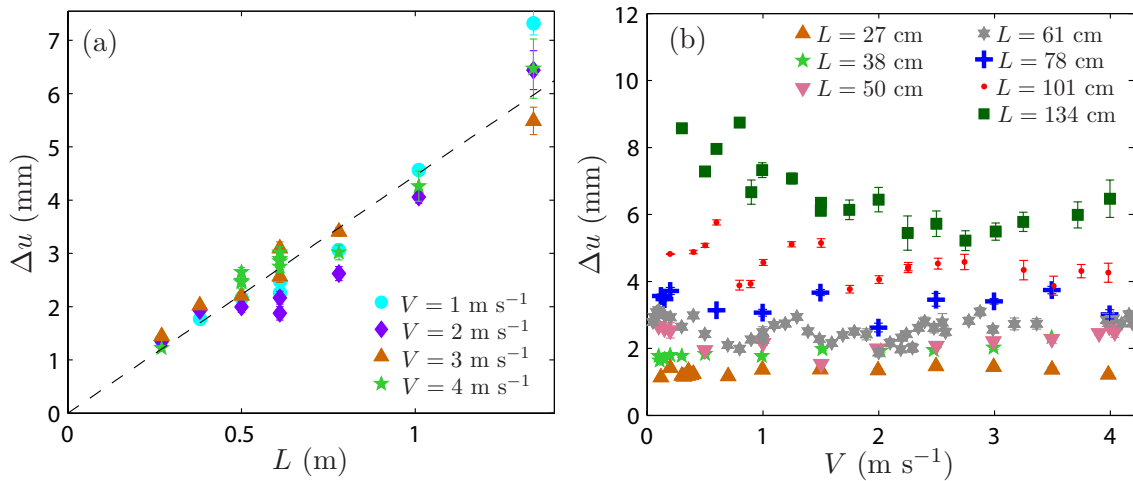 (a)
7
6
5
4
3
2
1
0
Δu (mm)
0 0.5 1
L (m)
V = 1 m s⁻¹
V = 2 m s⁻¹
V = 3 m s⁻¹
V = 4 m s⁻¹
(b)
12
10
8
6
4
2
0
Δu (mm)
0 1 2 3 4
V (m s⁻¹)
L = 27 cm
L = 38 cm
L = 50 cm
L = 61 cm
L = 78 cm
L = 101 cm
L = 134 cm